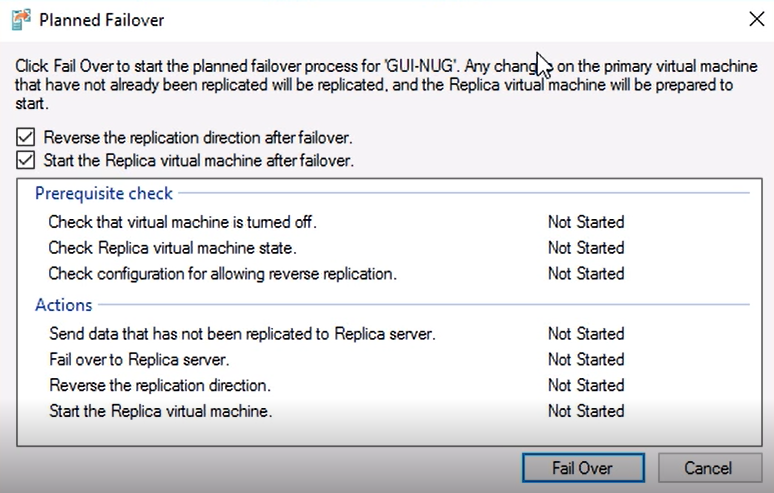 Planned Failover
Click Fail Over to start the planned failover process for 'GUI-NUG'. Any changes on the primary virtual machine
that have not already been replicated will be replicated, and the Replica virtual machine will be prepared to
start.
Reverse the replication direction after failover.
Start the Replica virtual machine after failover.
Prerequisite check
Check that virtual machine is turned off. Not Started
Check Replica virtual machine state. Not Started
Check configuration for allowing reverse replication. Not Started
Actions
Send data that has not been replicated to Replica server. Not Started
Fail over to Replica server. Not Started
Reverse the replication direction. Not Started
Start the Replica virtual machine. Not Started
Fail Over Cancel